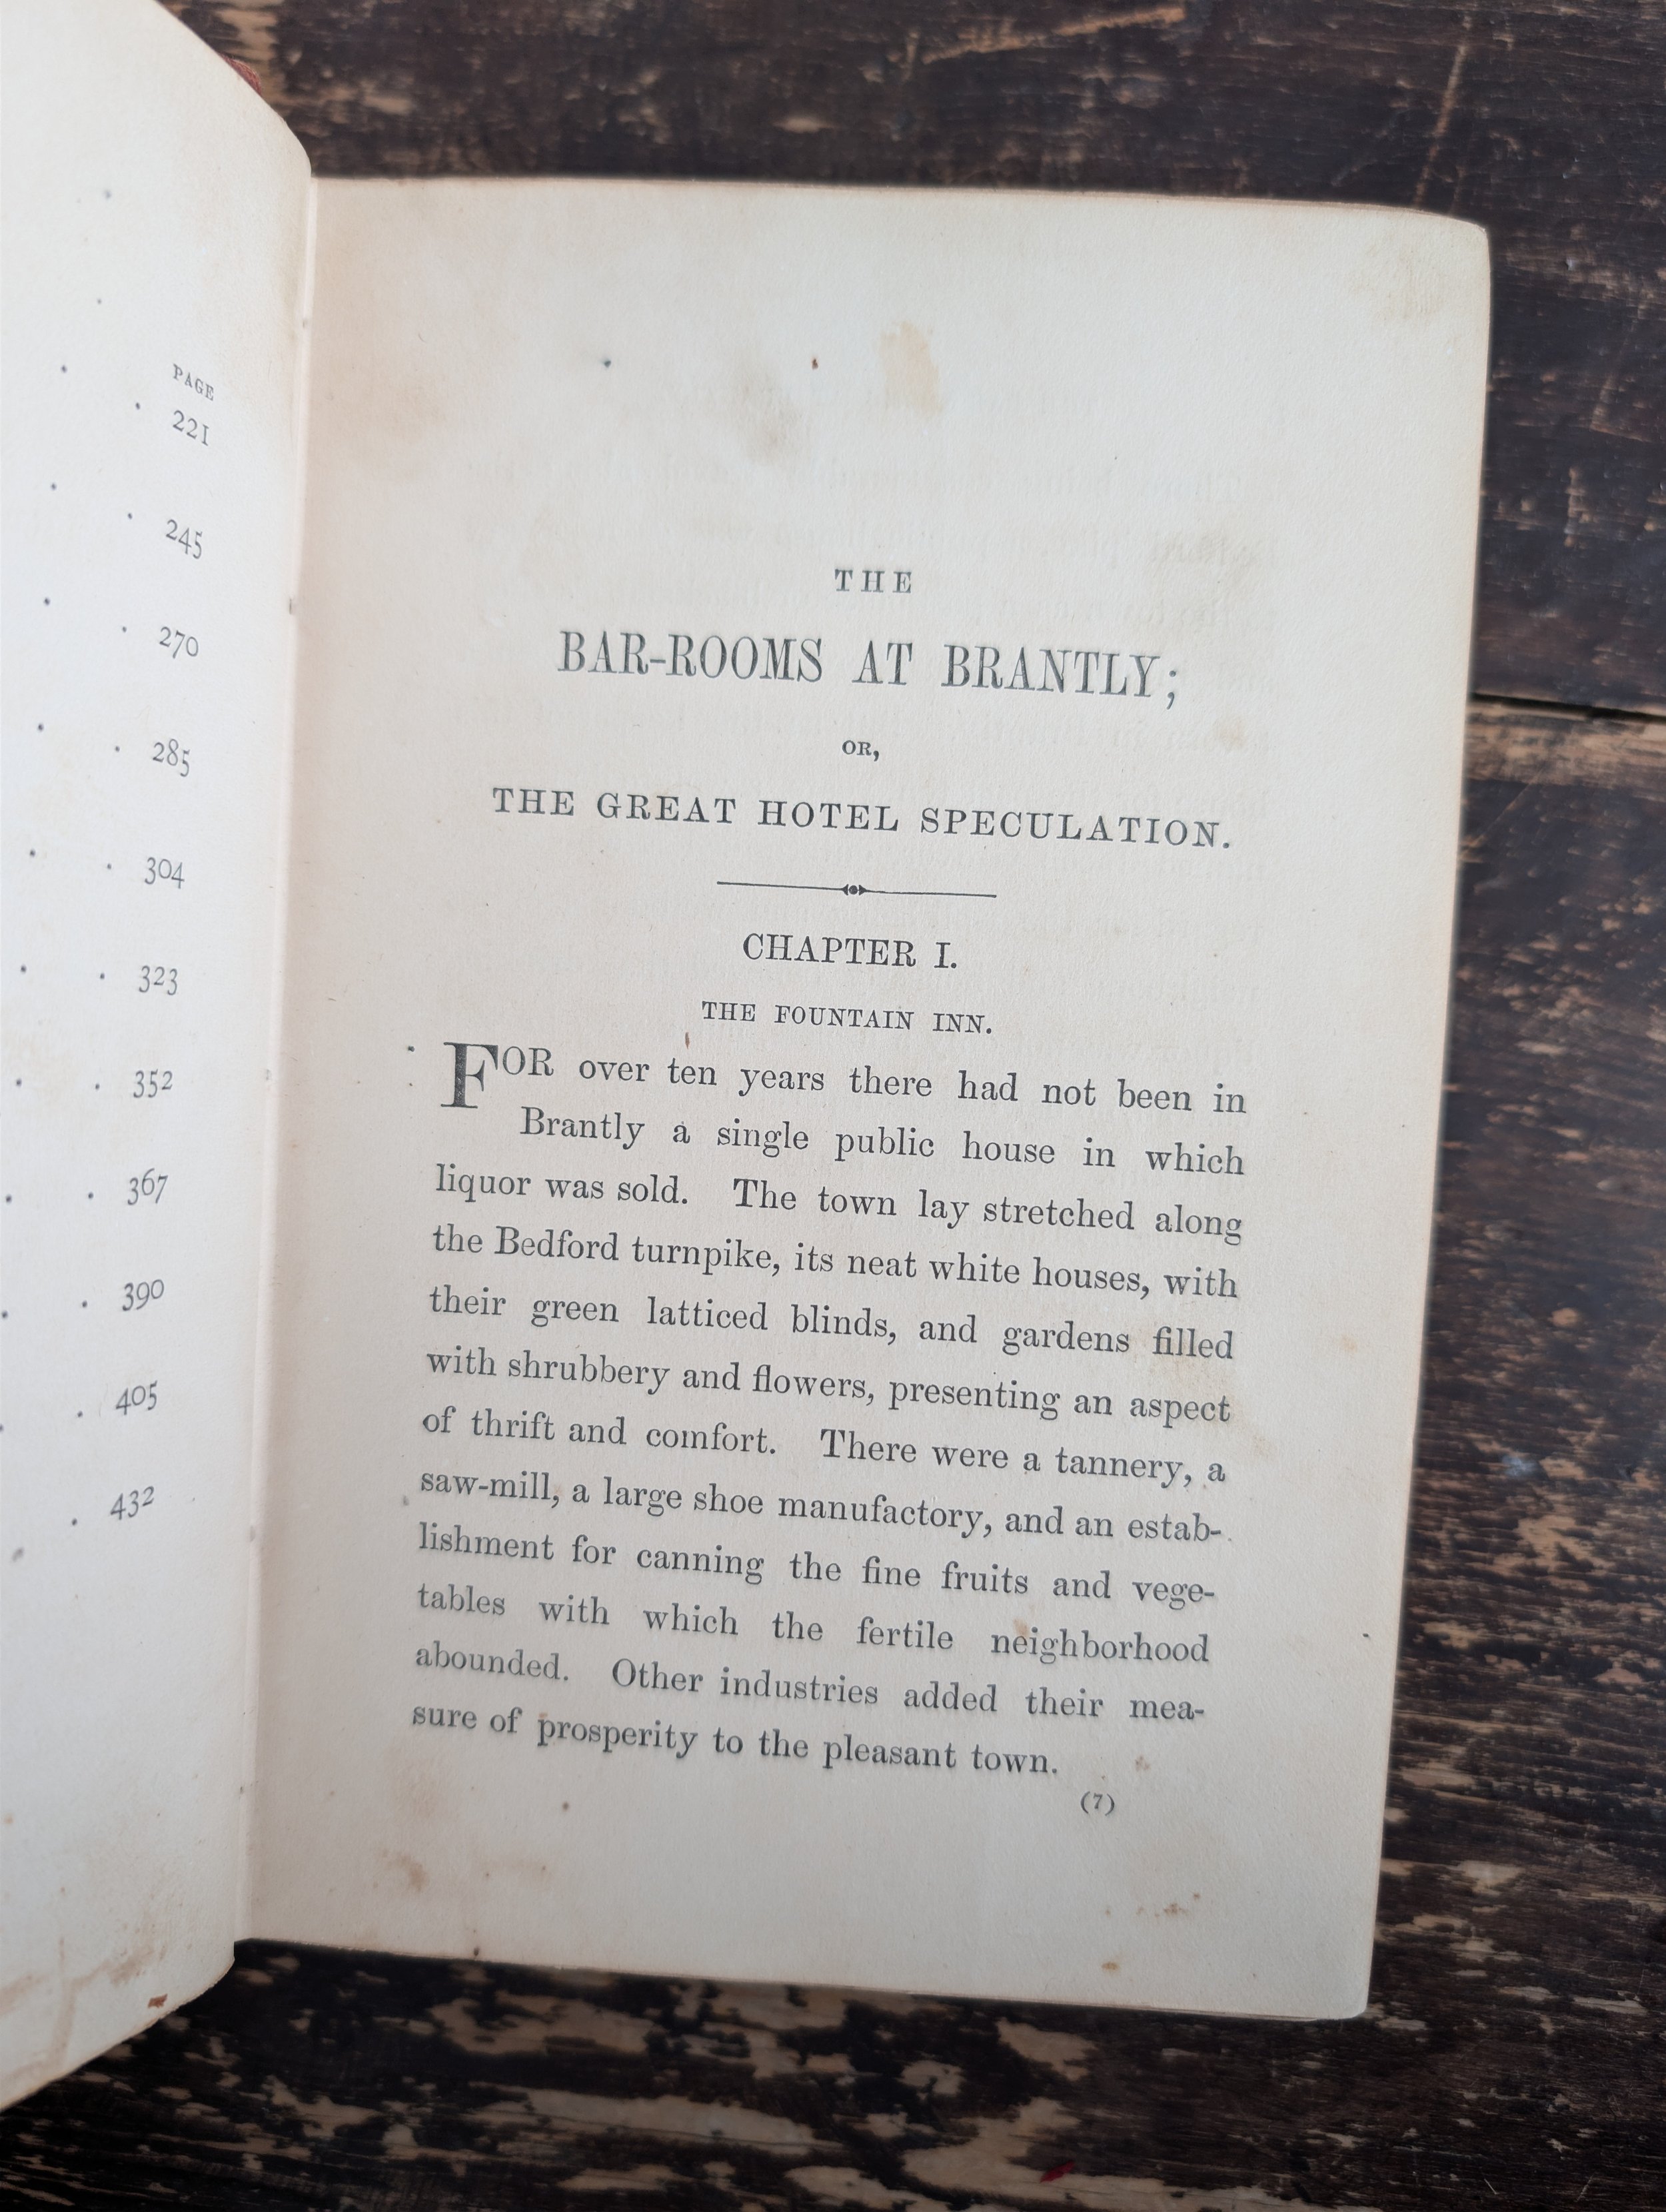 PAGE
221
245
270
285
304
323
352
367
390
405
432
THE
BAR-ROOMS AT BRANTLY;
OR,
THE GREAT HOTEL SPECULATION.
CHAPTER I.
THE FOUNTAIN INN.
FOR over ten years there had not been in
Brantly a single public house in which
liquor was sold. The town lay stretched along
the Bedford turnpike, its neat white houses, with
their green latticed blinds, and gardens filled
with shrubbery and flowers, presenting an aspect
of thrift and comfort. There were a tannery, a
saw-mill, a large shoe manufactory, and an estab-
lishment for canning the fine fruits and vege-
tables with which the fertile neighborhood
abounded. Other industries added their mea-
sure of prosperity to the pleasant town.
(7)